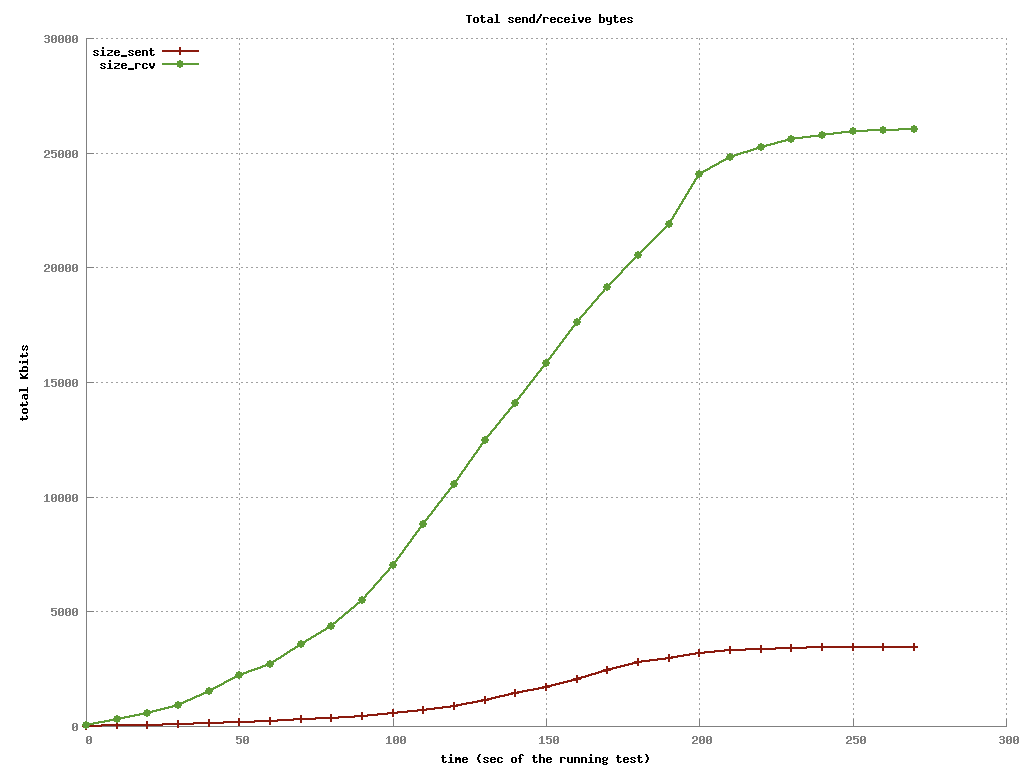 Total send/receive bytes
30000
size_sent
size_rcv
25000
20000
total Kbits
15000
10000
5000
0
0 50 100 150 200 250 300
time (sec of the running test)